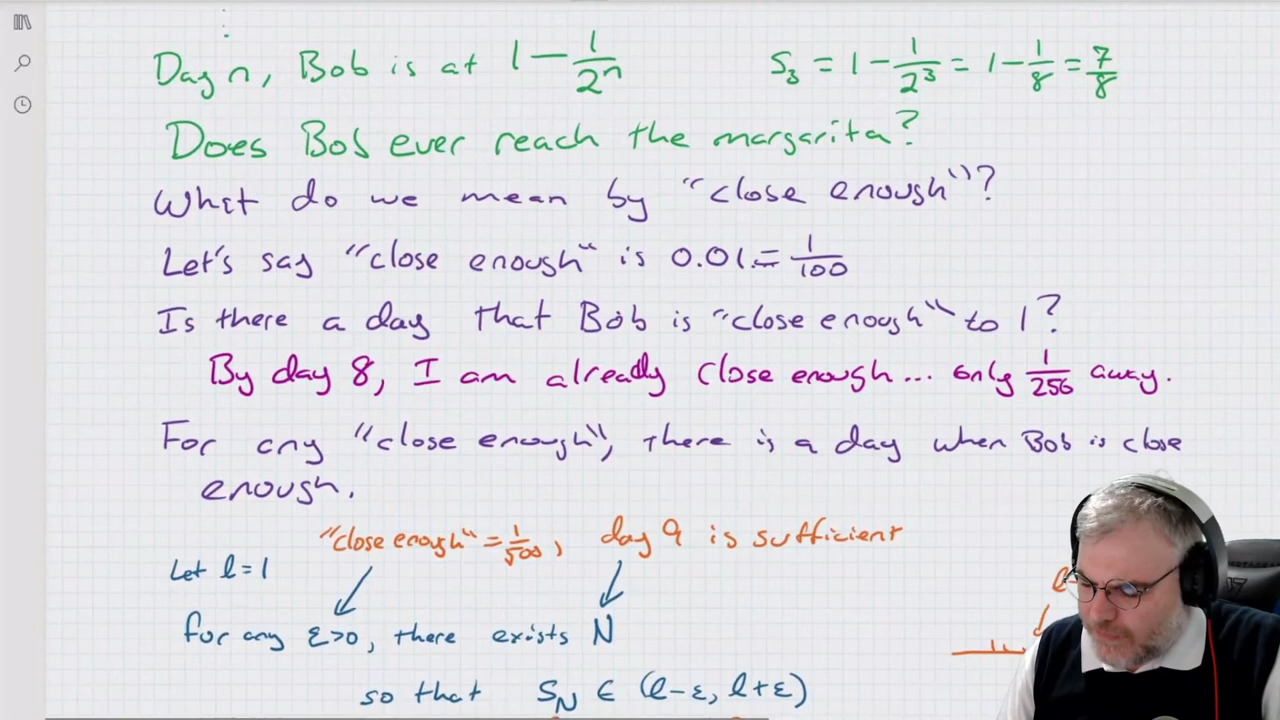 Day n, Bob is at 1 - 1/2^n
S_3 = 1 - 1/2^3 = 1 - 1/8 = 7/8
Does Bob ever reach the margarita?
What do we mean by "close enough"?
Let's say "close enough" is 0.01. = 1/100
Is there a day that Bob is "close enough" to 1?
By day 8, I am already close enough... only 1/256 away.
For any "close enough", there is a day when Bob is close
enough.
"close enough" = 1/500, day 9 is sufficient
Let l = 1
for any ε>0, there exists N
so that S_N ∈ (l-ε, l+ε)